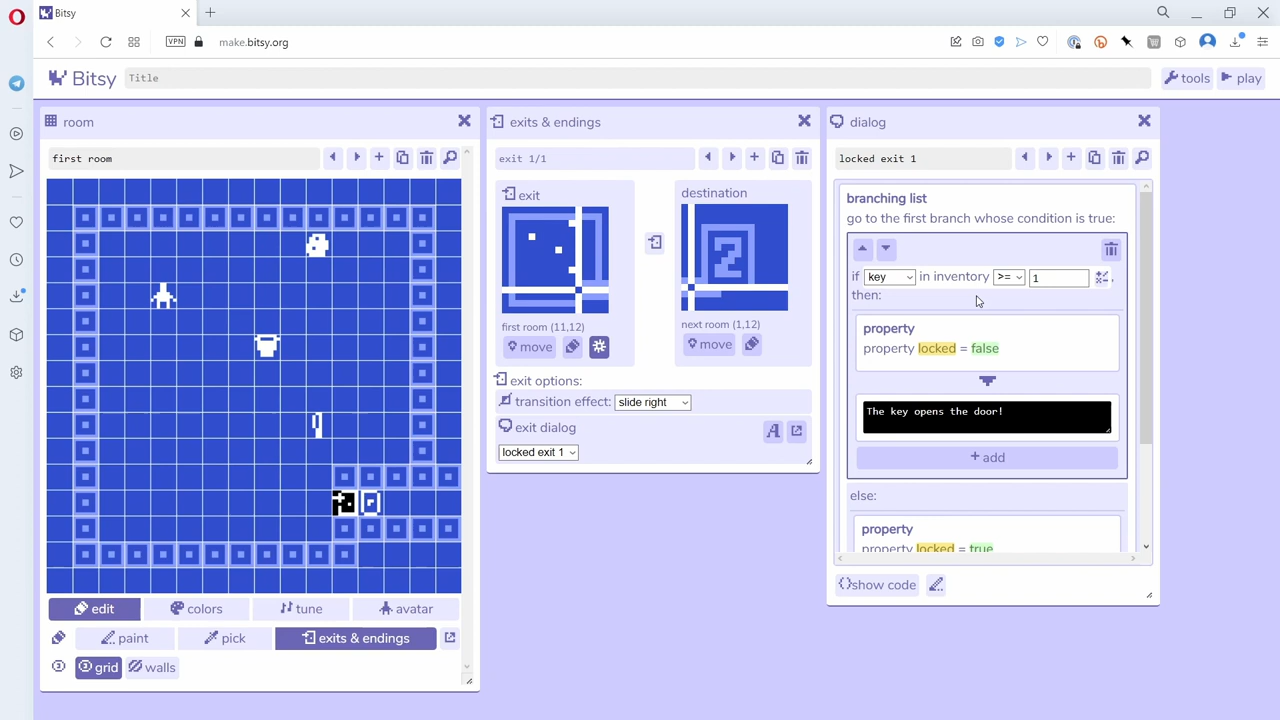 Bitsy
VPN
make.bitsy.org
Bitsy
Title
tools
play
room
first room
edit
colors
tune
avatar
paint
pick
exits & endings
grid
walls
exits & endings
exit 1/1
exit
destination
2
first room (11,12)
next room (1,12)
move
move
exit options:
transition effect: slide right
exit dialog
A
locked exit 1
dialog
locked exit 1
branching list
go to the first branch whose condition is true:
if key in inventory >= 1 ,
then:
property
property locked = false
The key opens the door!
+ add
else:
property
property locked = true
show code